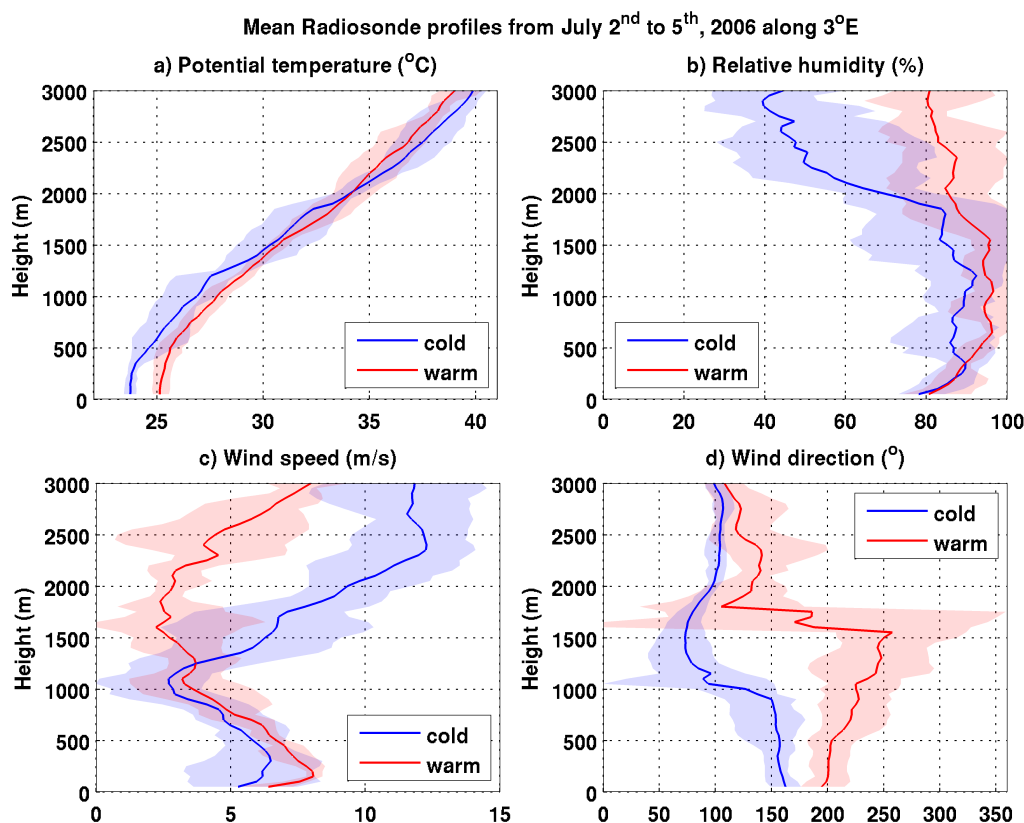 Mean Radiosonde profiles from July 2nd to 5th, 2006 along 3oE
a) Potential temperature (oC)
b) Relative humidity (%)
3000
2500
2000
1500
1000
500
0
Height (m)
25
30
35
40
cold
warm
3000
2500
2000
1500
1000
500
0
Height (m)
0
20
40
60
80
100
cold
warm
c) Wind speed (m/s)
d) Wind direction (o)
3000
2500
2000
1500
1000
500
0
Height (m)
0
5
10
15
cold
warm
3000
2500
2000
1500
1000
500
0
Height (m)
0
50
100
150
200
250
300
350
cold
warm